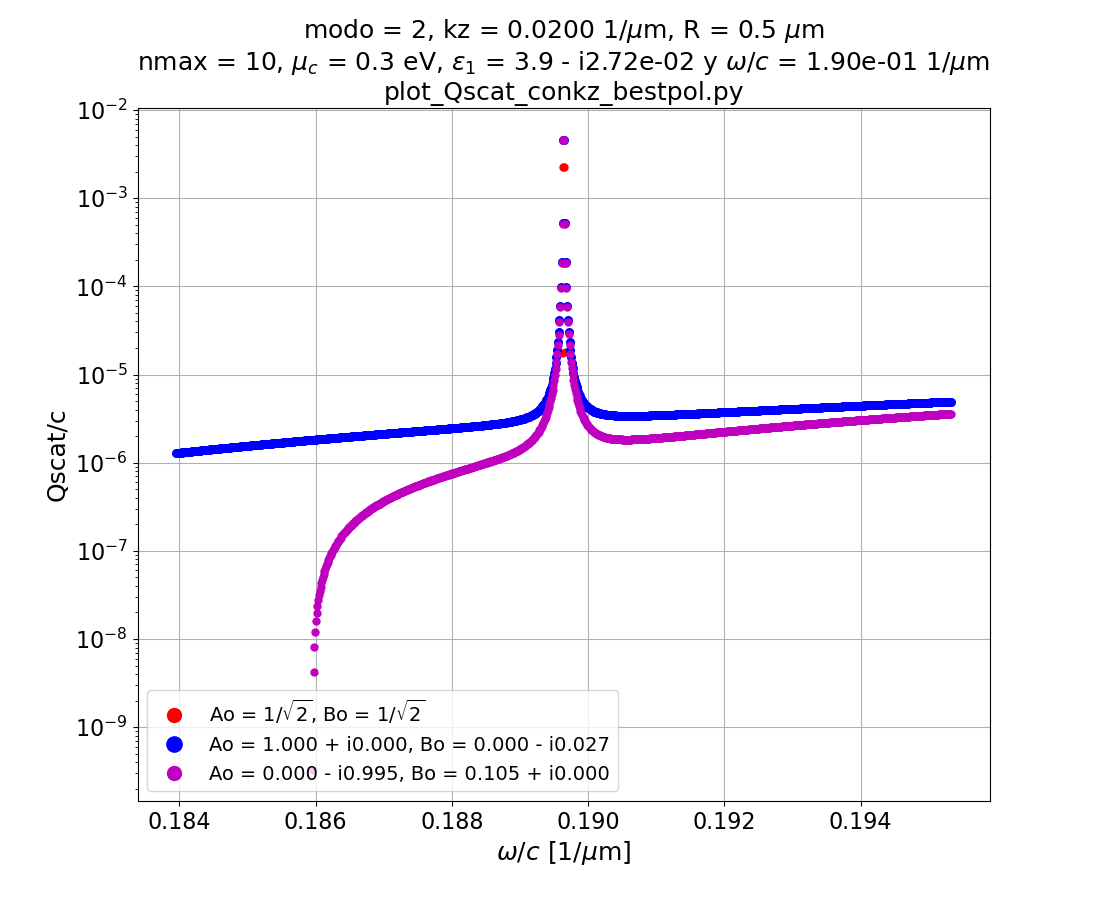 modo = 2, kz = 0.0200 1/μm, R = 0.5 μm
nmax = 10, μ_c = 0.3 eV, ε_1 = 3.9 - i2.72e-02 y ω/c = 1.90e-01 1/μm
plot_Qscat_conkz_bestpol.py
10^{-2}
10^{-3}
10^{-4}
10^{-5}
10^{-6}
10^{-7}
10^{-8}
10^{-9}
Qscat/c
Ao = 1/√2, Bo = 1/√2
Ao = 1.000 + i0.000, Bo = 0.000 - i0.027
Ao = 0.000 - i0.995, Bo = 0.105 + i0.000
0.184 0.186 0.188 0.190 0.192 0.194
ω/c [1/μm]